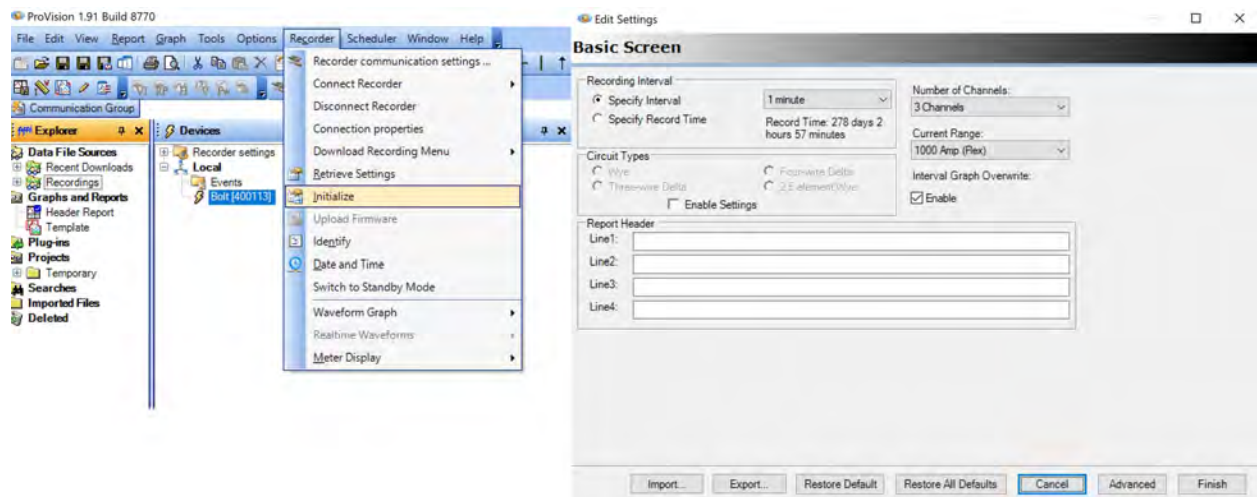 ProVision 1.91 Build 8770
File Edit View Report Graph Tools Options Recorder Scheduler Window Help
Communication Group
Explorer
Data File Sources
Recent Downloads
Recordings
Graphs and Reports
Header Report
Template
Plug-ins
Projects
Temporary
Searches
Imported Files
Deleted
Devices
Recorder settings
Local
Events
Bolt [400113]
Recorder communication settings ...
Connect Recorder
Disconnect Recorder
Connection properties
Download Recording Menu
Retrieve Settings
Initialize
Upload Firmware
Identify
Date and Time
Switch to Standby Mode
Waveform Graph
Realtime Waveforms
Meter Display
Edit Settings
Basic Screen
Recording Interval
Specify Interval
1 minute
Specify Record Time
Record Time: 278 days 2
hours 57 minutes
Number of Channels:
3 Channels
Current Range:
1000 Amp (Flex)
Interval Graph Overwrite:
Enable
Circuit Types
Wye
Four-wire Delta
Three-wire Delta
2.5 element Wye
Enable Settings
Report Header
Line1:
Line2:
Line3:
Line4:
Import...
Export...
Restore Default
Restore All Defaults
Cancel
Advanced
Finish